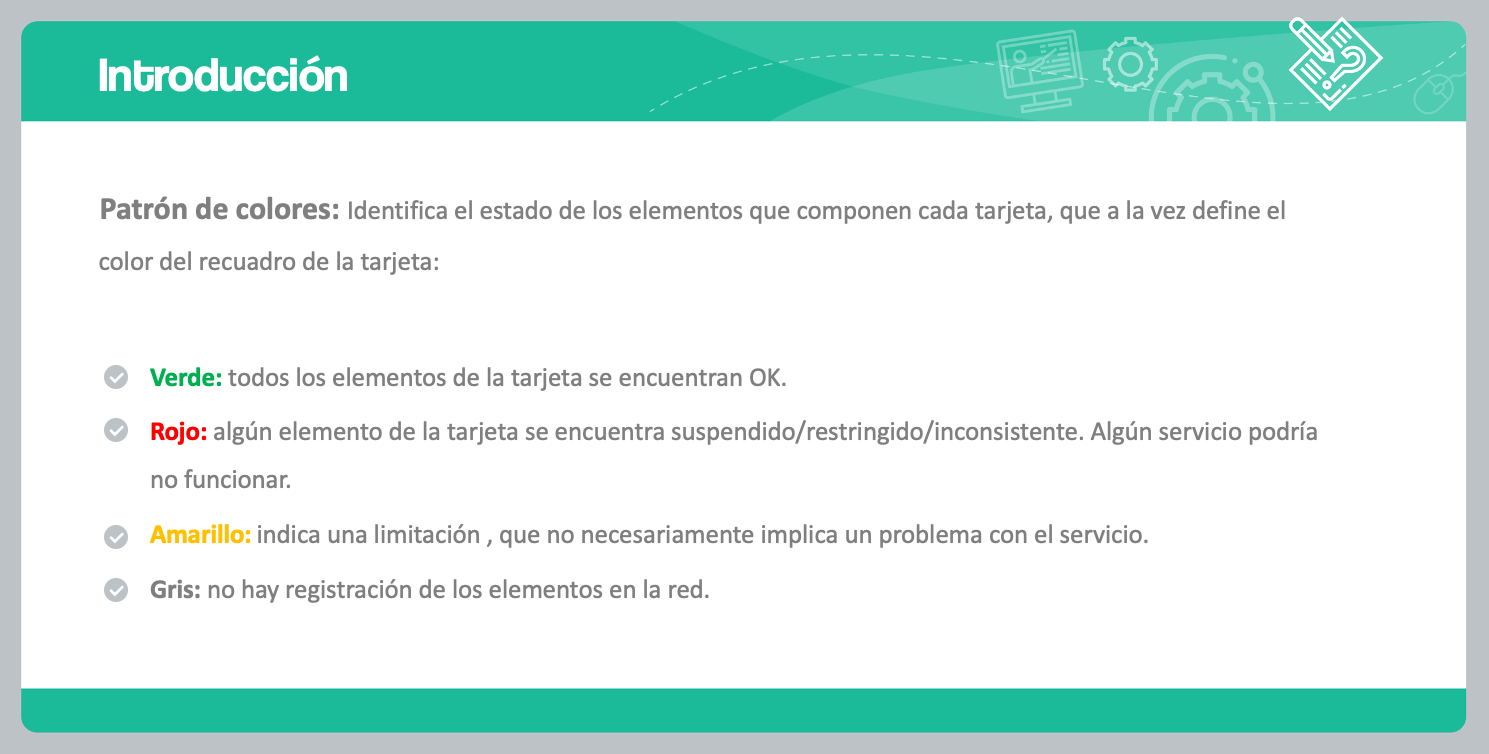 Introducción
Patrón de colores: Identifica el estado de los elementos que componen cada tarjeta, que a la vez define el
color del recuadro de la tarjeta:
Verde: todos los elementos de la tarjeta se encuentran OK.
Rojo: algún elemento de la tarjeta se encuentra suspendido/restringido/inconsistente. Algún servicio podría
no funcionar.
Amarillo: indica una limitación , que no necesariamente implica un problema con el servicio.
Gris: no hay registración de los elementos en la red.